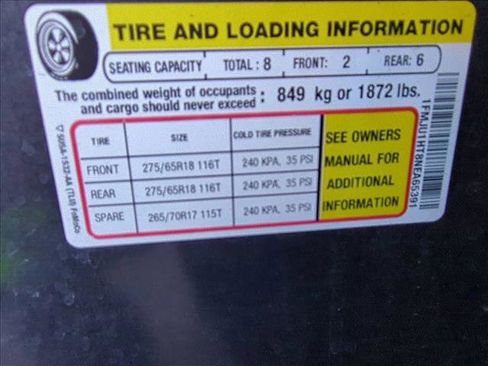 TIRE AND LOADING INFORMATION
SEATING CAPACITY TOTAL: 8 FRONT: 2 REAR: 6
The combined weight of occupants
and cargo should never exceed: 849 kg or 1872 lbs.
TIRE SIZE COLD TIRE PRESSURE
FRONT 275/65R18 116T 240 KPA, 35 PSI
REAR 275/65R18 116T 240 KPA, 35 PSI
SPARE 265/70R17 115T 240 KPA, 35 PSI
SEE OWNERS
MANUAL FOR
ADDITIONAL
INFORMATION
1FMJU1HT8NEA65391